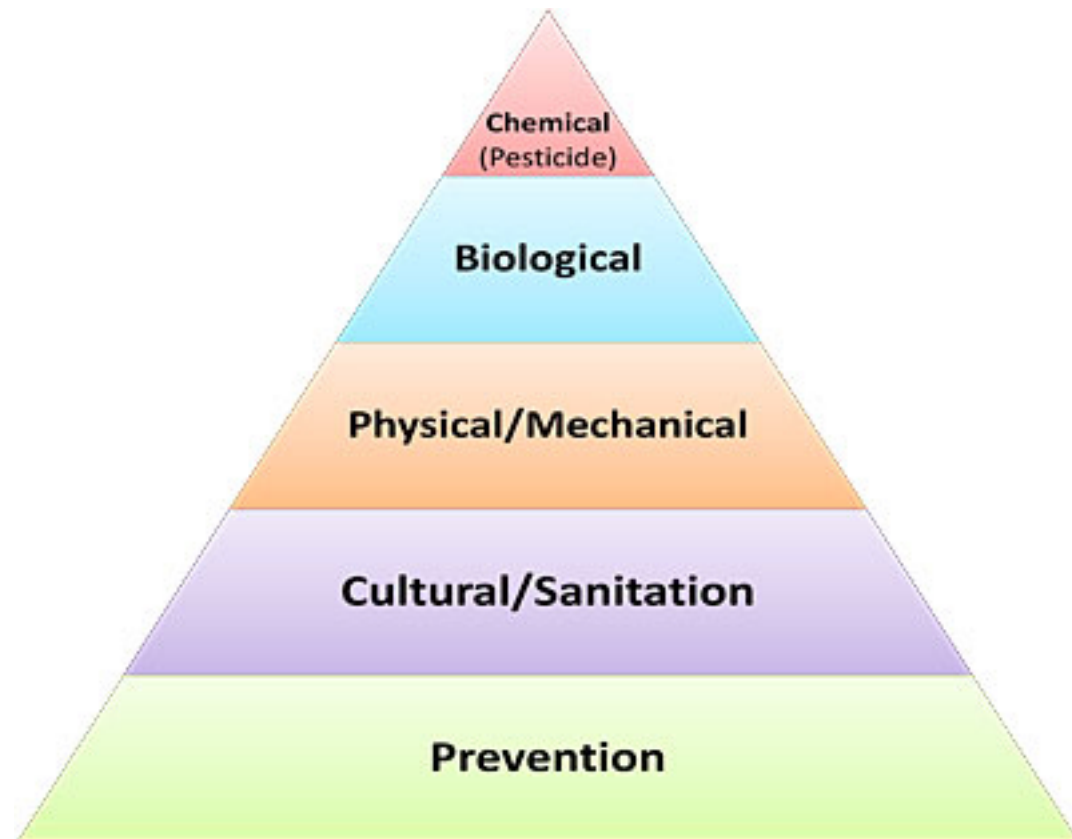 Chemical
(Pesticide)
Biological
Physical/Mechanical
Cultural/Sanitation
Prevention